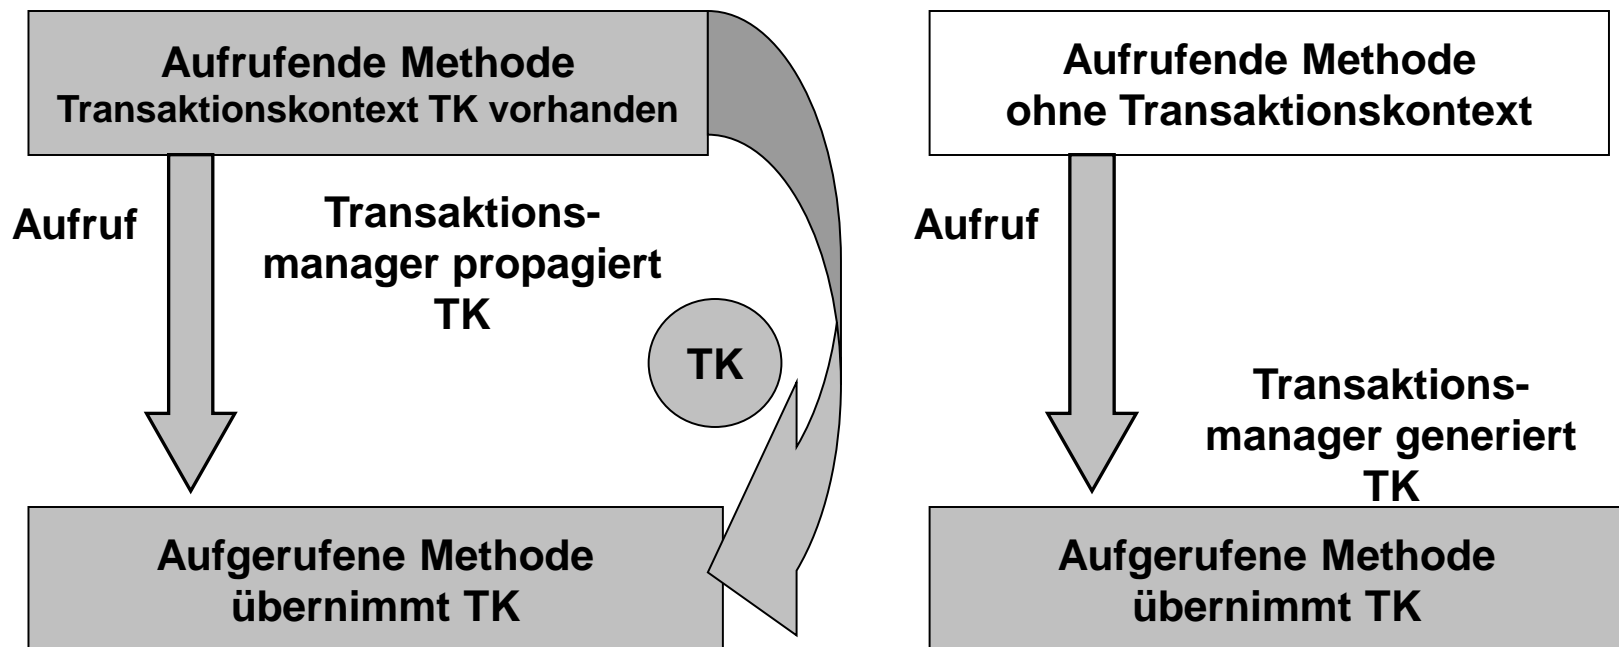 Aufrufende Methode
Transaktionskontext TK vorhanden
Aufruf
Transaktions-
manager propagiert
TK
TK
Aufgerufene Methode
übernimmt TK
Aufrufende Methode
ohne Transaktionskontext
Aufruf
Transaktions-
manager generiert
TK
Aufgerufene Methode
übernimmt TK